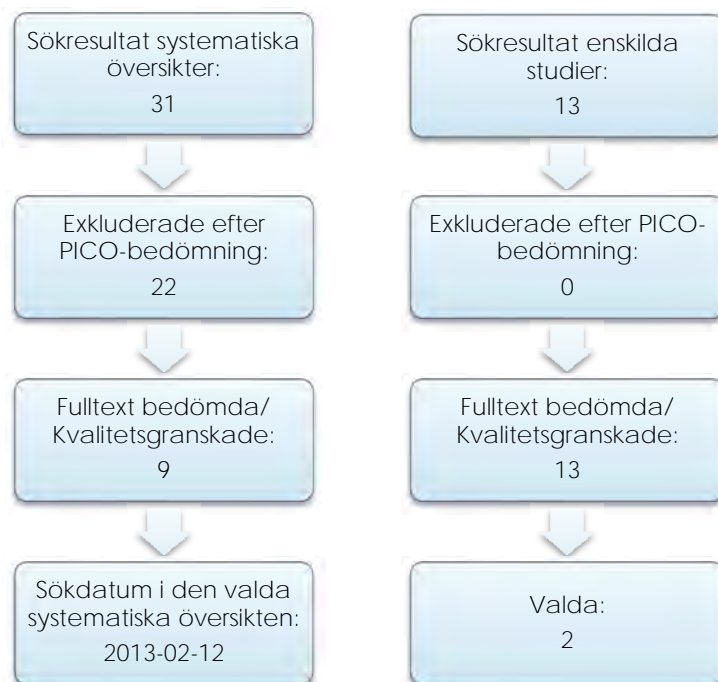 Sökresultat systematiska
översikter:
31
Exkluderade efter
PICO-bedömning:
22
Fulltext bedömda/
Kvalitetsgranskade:
9
Sökdatum i den valda
systematiska översikten:
2013-02-12
Sökresultat enskilda
studier:
13
Exkluderade efter PICO-
bedömning:
0
Fulltext bedömda/
Kvalitetsgranskade:
13
Valda:
2